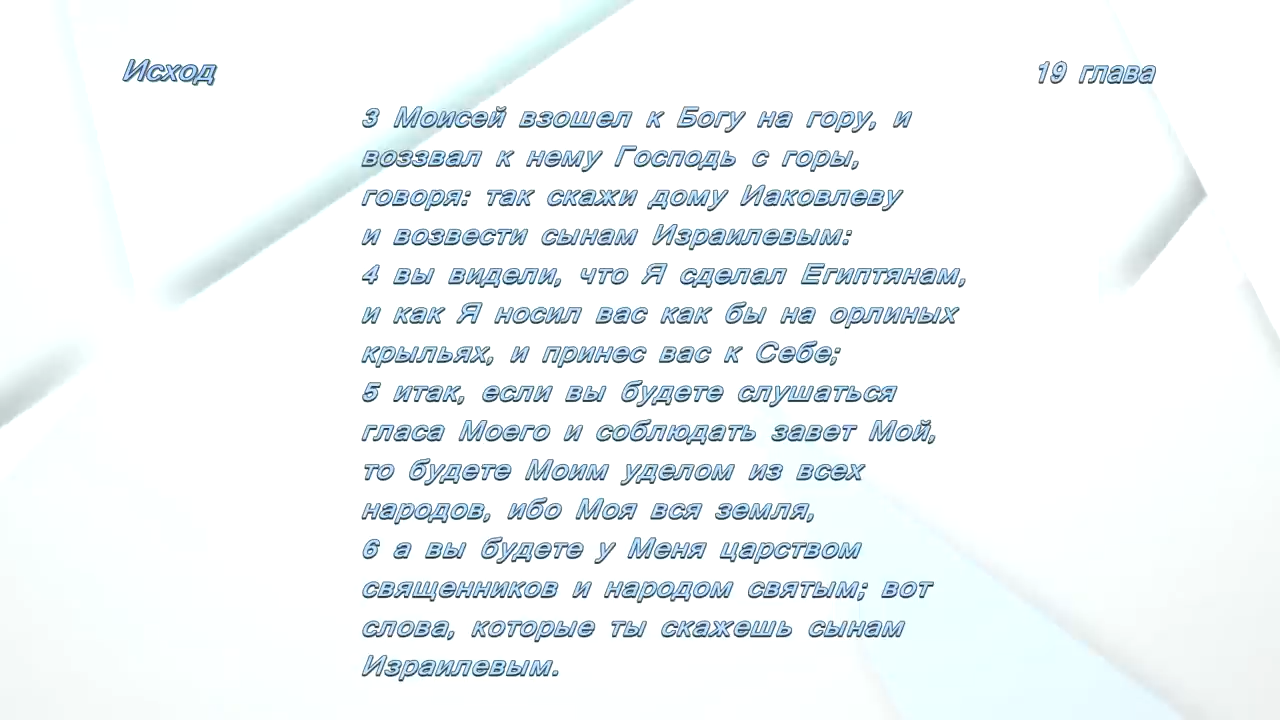 Исход
19 глава
3 Моисей взошел к Богу на гору, и
воззвал к нему Господь с горы,
говоря: так скажи дому Иаковлеву
и возвести сынам Израилевым:
4 вы видели, что Я сделал Египтянам,
и как Я носил вас как бы на орлиных
крыльях, и принес вас к Себе;
5 итак, если вы будете слушаться
гласа Моего и соблюдать завет Мой,
то будете Моим уделом из всех
народов, ибо Моя вся земля,
6 а вы будете у Меня царством
священников и народом святым; вот
слова, которые ты скажешь сынам
Израилевым.